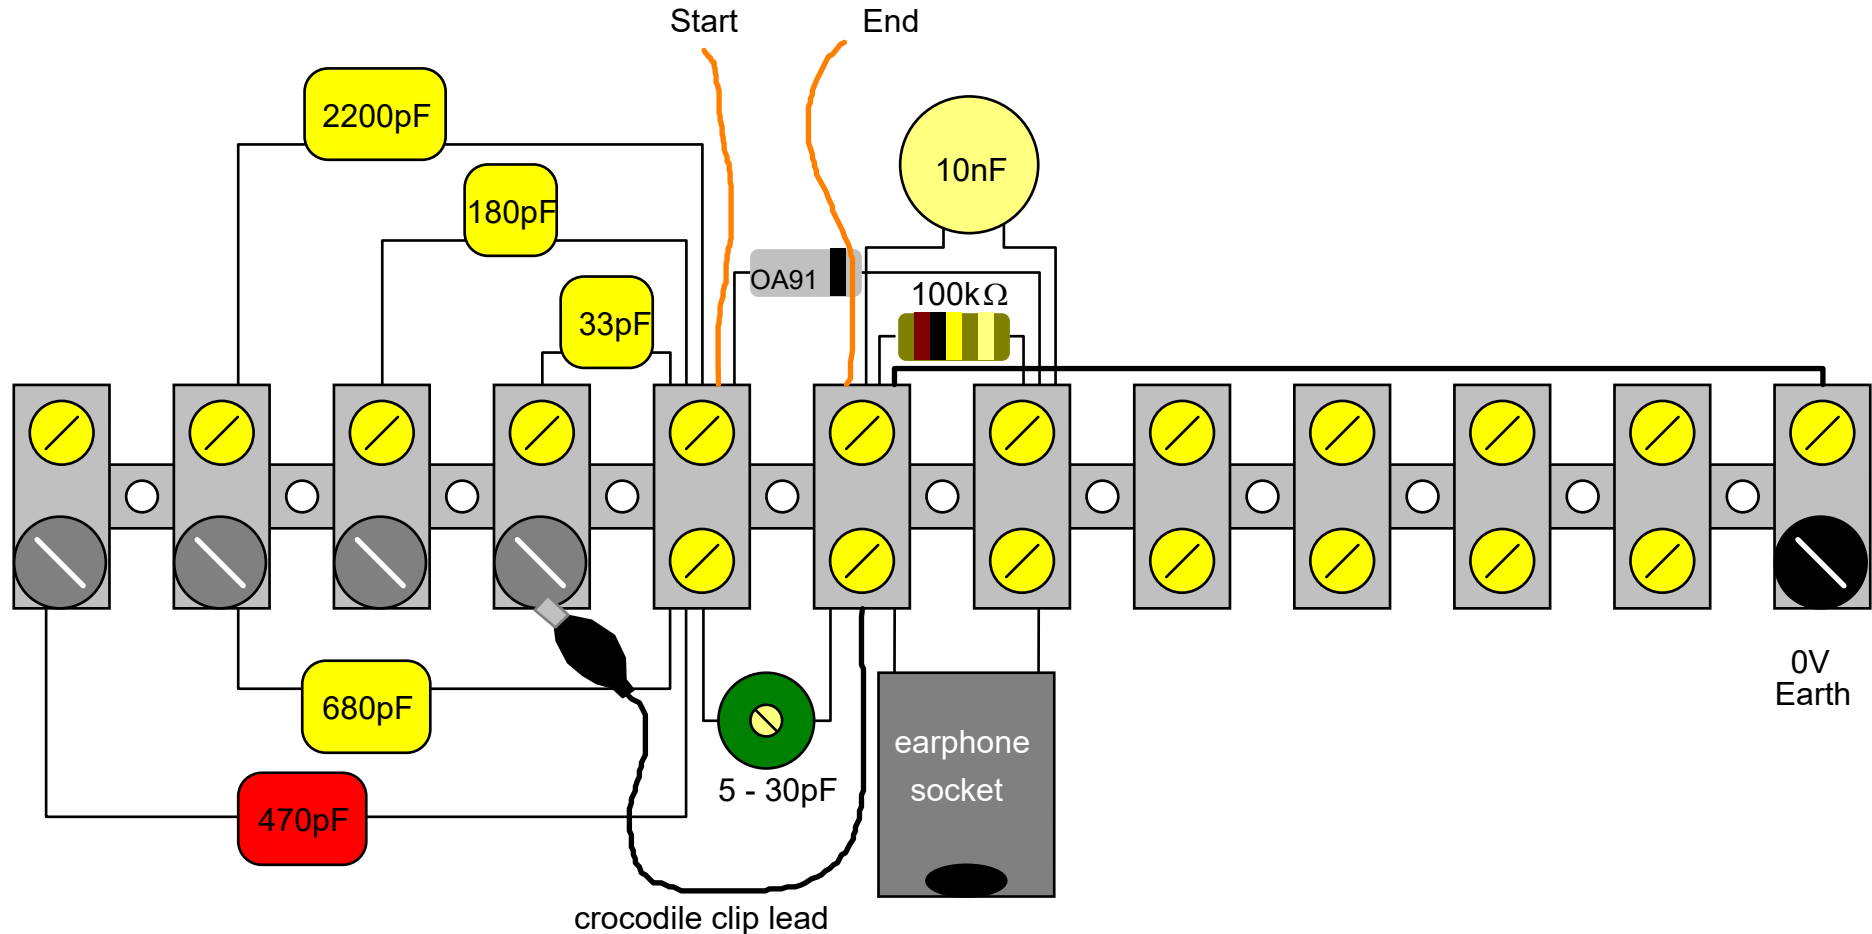 Start
End
2200pF
10nF
180pF
OA91
100kΩ
33pF
0V
Earth
680pF
earphone
socket
5 - 30pF
470pF
crocodile clip lead